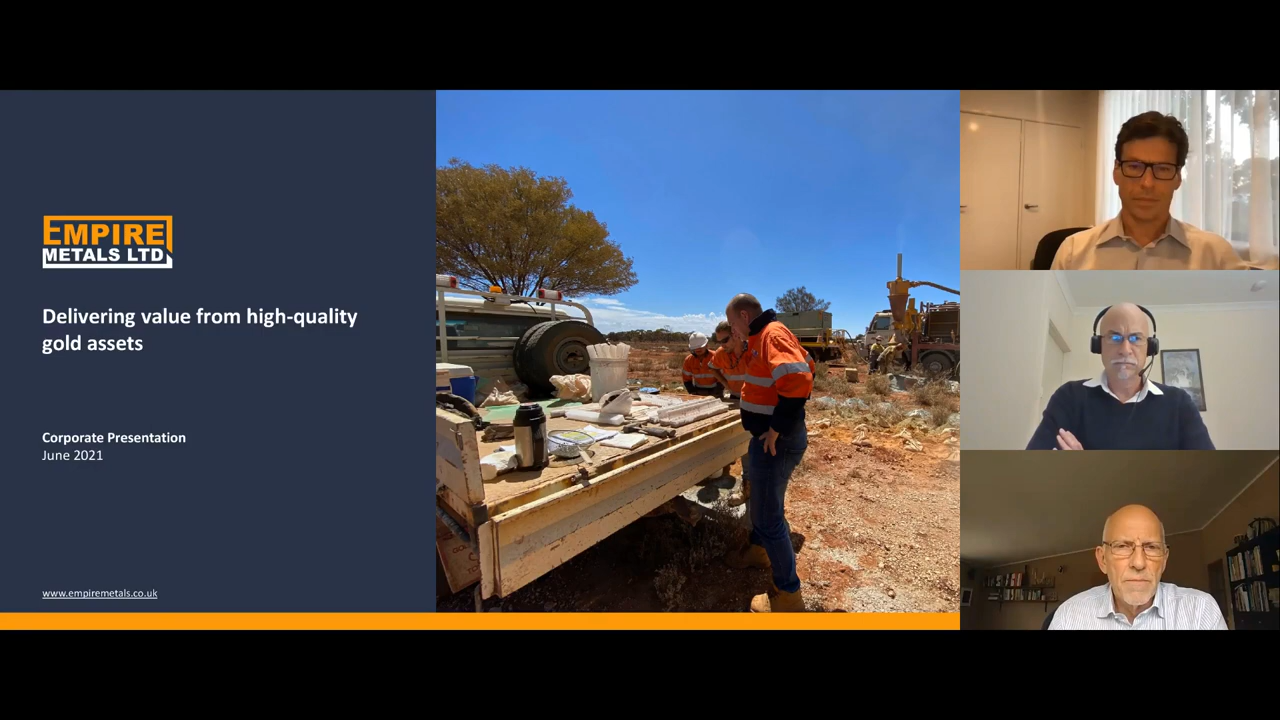 EMPIRE
METALS LTD
Delivering value from high-quality
gold assets
Corporate Presentation
June 2021
www.empiremetals.co.uk